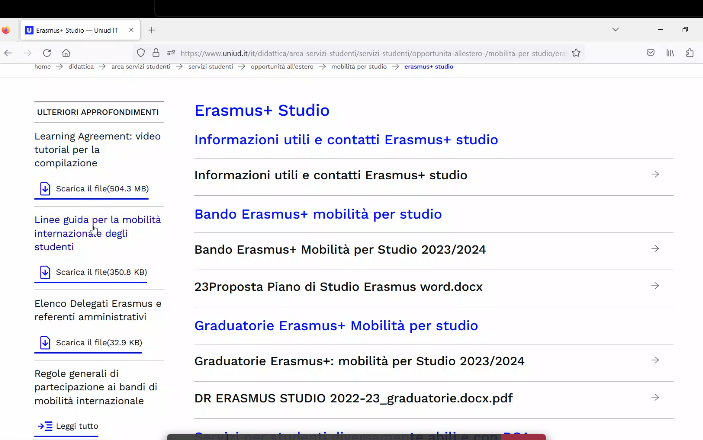 Erasmus+ Studio — Uniud IT
https://www.uniud.it/it/didattica/area-servizi-studenti/servizi-studenti/opportunita-allestero-/mobilita-per-studio/era
home → didattica → area servizi studenti → servizi studenti → opportunità all'estero → mobilità per studio → erasmus+ studio
ULTERIORI APPROFONDIMENTI
Learning Agreement: video
tutorial per la
compilazione
Scarica il file(504.3 MB)
Linee guida per la mobilità
internazionale degli
studenti
Scarica il file(350.8 KB)
Elenco Delegati Erasmus e
referenti amministrativi
Scarica il file(32.9 KB)
Regole generali di
partecipazione ai bandi di
mobilità internazionale
Leggi tutto
Erasmus+ Studio
Informazioni utili e contatti Erasmus+ studio
Informazioni utili e contatti Erasmus+ studio
Bando Erasmus+ mobilità per studio
Bando Erasmus+ Mobilità per Studio 2023/2024
23Proposta Piano di Studio Erasmus word.docx
Graduatorie Erasmus+ Mobilità per studio
Graduatorie Erasmus+: mobilità per Studio 2023/2024
DR ERASMUS STUDIO 2022-23_graduatorie.docx.pdf